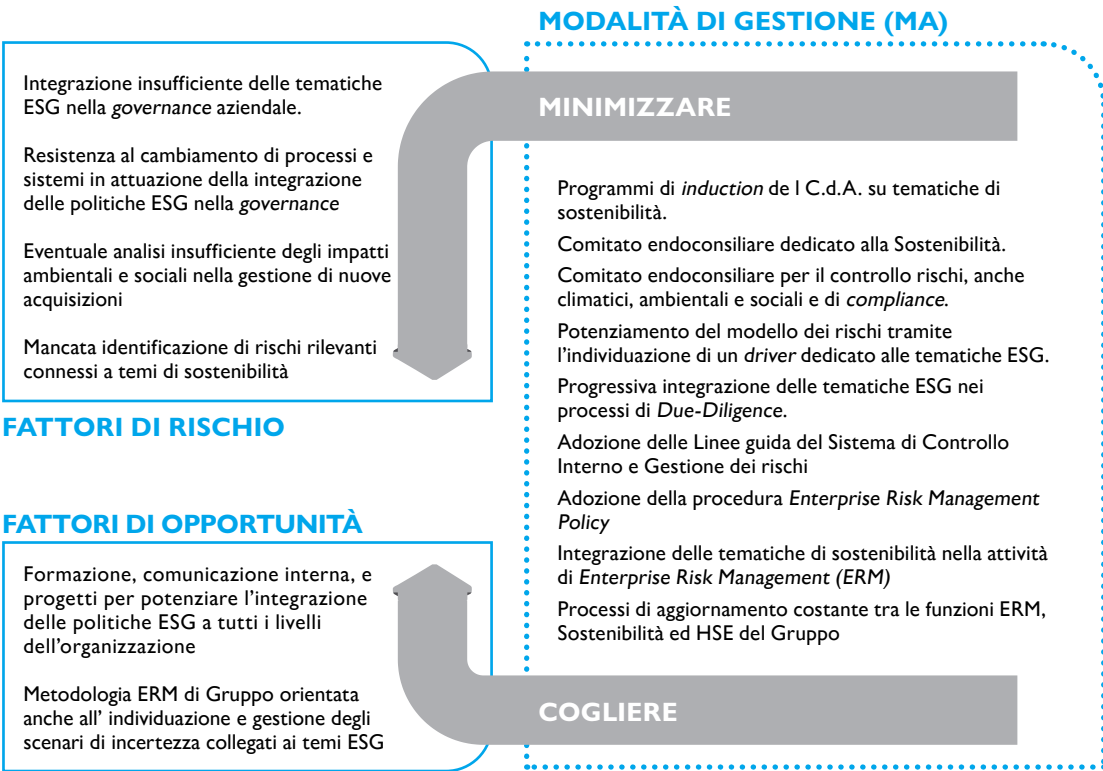 Integrazione insufficiente delle tematiche
ESG nella governance aziendale.
Resistenza al cambiamento di processi e
sistemi in attuazione della integrazione
delle politiche ESG nella governance
Eventuale analisi insufficiente degli impatti
ambientali e sociali nella gestione di nuove
acquisizioni
Mancata identificazione di rischi rilevanti
connessi a temi di sostenibilità
FATTORI DI RISCHIO
FATTORI DI OPPORTUNITÀ
Formazione, comunicazione interna, e
progetti per potenziare l'integrazione
delle politiche ESG a tutti i livelli
dell'organizzazione
Metodologia ERM di Gruppo orientata
anche all' individuazione e gestione degli
scenari di incertezza collegati ai temi ESG
MODALITÀ DI GESTIONE (MA)
MINIMIZZARE
Programmi di induction de l C.d.A. su tematiche di
sostenibilità.
Comitato endoconsiliare dedicato alla Sostenibilità.
Comitato endoconsiliare per il controllo rischi, anche
climatici, ambientali e sociali e di compliance.
Potenziamento del modello dei rischi tramite
l'individuazione di un driver dedicato alle tematiche ESG.
Progressiva integrazione delle tematiche ESG nei
processi di Due-Diligence.
Adozione delle Linee guida del Sistema di Controllo
Interno e Gestione dei rischi
Adozione della procedura Enterprise Risk Management
Policy
Integrazione delle tematiche di sostenibilità nella attività
di Enterprise Risk Management (ERM)
Processi di aggiornamento costante tra le funzioni ERM,
Sostenibilità ed HSE del Gruppo
COGLIERE